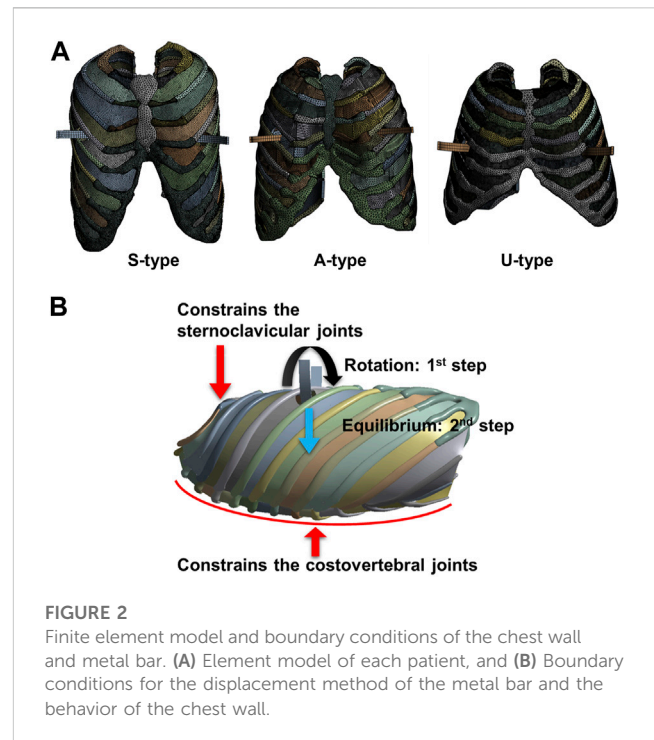 A
S-type
A-type
U-type
B
Constrains the
sternoclavicular joints
Rotation: 1st step
Equilibrium: 2nd step
Constrains the costovertebral joints
FIGURE 2
Finite element model and boundary conditions of the chest wall
and metal bar. (A) Element model of each patient, and (B) Boundary
conditions for the displacement method of the metal bar and the
behavior of the chest wall.